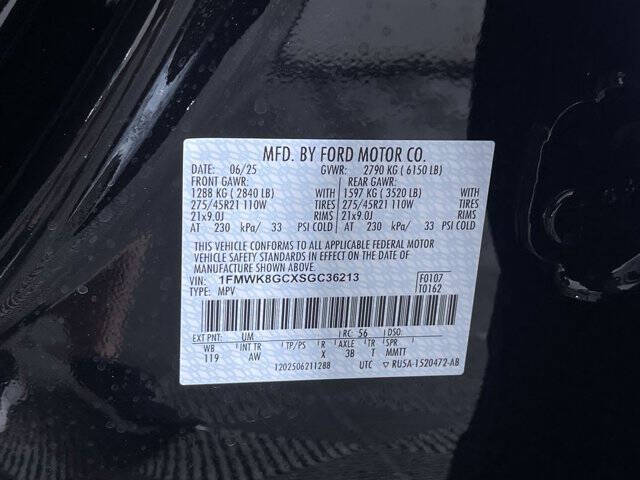 MFD. BY FORD MOTOR CO.
DATE: 06/25 GVWR: 2790 KG ( 6150 LB)
FRONT GAWR: REAR GAWR:
1288 KG ( 2840 LB) WITH 1597 KG ( 3520 LB) WITH
275/45R21 110W TIRES 275/45R21 110W TIRES
21x9.0J RIMS 21x9.0J RIMS
AT 230 kPa/ 33 PSI COLD AT 230 kPa/ 33 PSI COLD
THIS VEHICLE CONFORMS TO ALL APPLICABLE FEDERAL MOTOR
VEHICLE SAFETY STANDARDS IN EFFECT ON THE DATE OF
MANUFACTURE SHOWN ABOVE.
VIN: 1FMWK8GCXSGC36213 F0107
TYPE: MPV T0162
EXT PNT: UM RC: 56 DSO:
WB INT TR TP/PS R AXLE TR SPR
119 AW X 3B T MMTT
1202506211288 UTC ▽ RU5A-1520472-AB